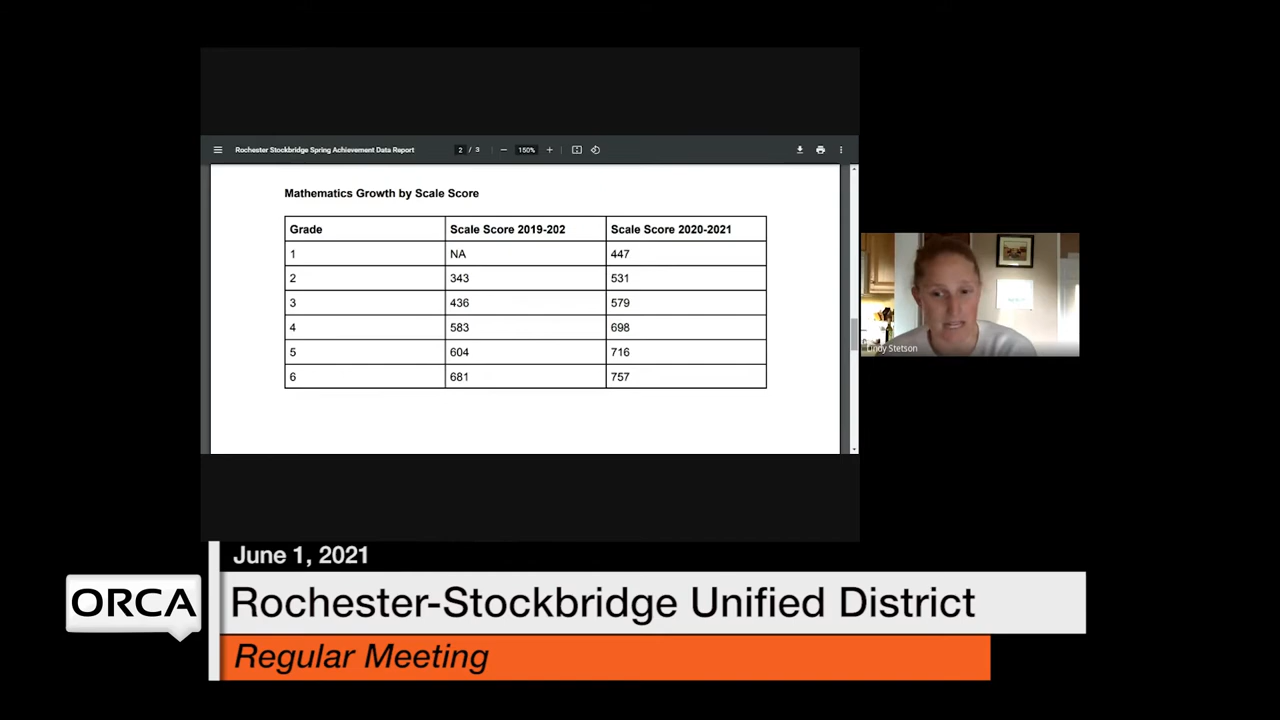 Rochester Stockbridge Spring Achievement Data Report 2 / 3 150%
Mathematics Growth by Scale Score
Grade Scale Score 2019-202 Scale Score 2020-2021
1 NA 447
2 343 531
3 436 579
4 583 698
5 604 716
6 681 757
Lindy Stetson
June 1, 2021
ORCA Rochester-Stockbridge Unified District
Regular Meeting